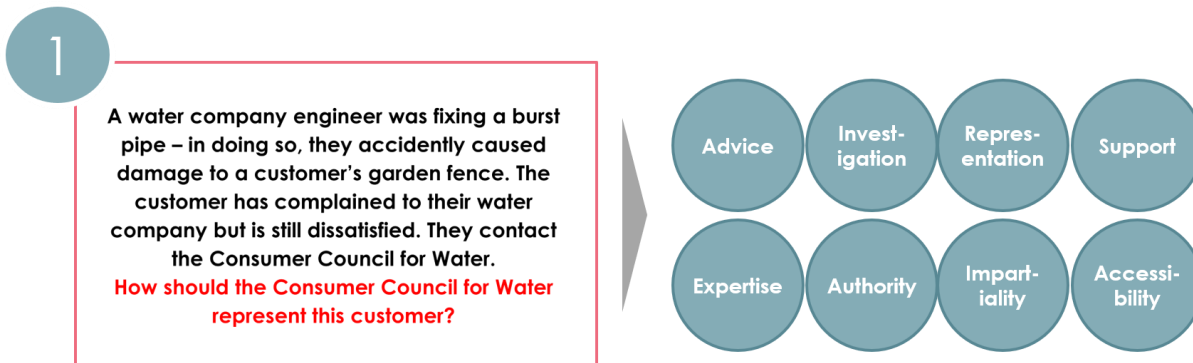 1
A water company engineer was fixing a burst
pipe – in doing so, they accidently caused
damage to a customer's garden fence. The
customer has complained to their water
company but is still dissatisfied. They contact
the Consumer Council for Water.
How should the Consumer Council for Water
represent this customer?
Advice
Invest-
igation
Repres-
entation
Support
Expertise
Authority
Impart-
iality
Accessi-
bility